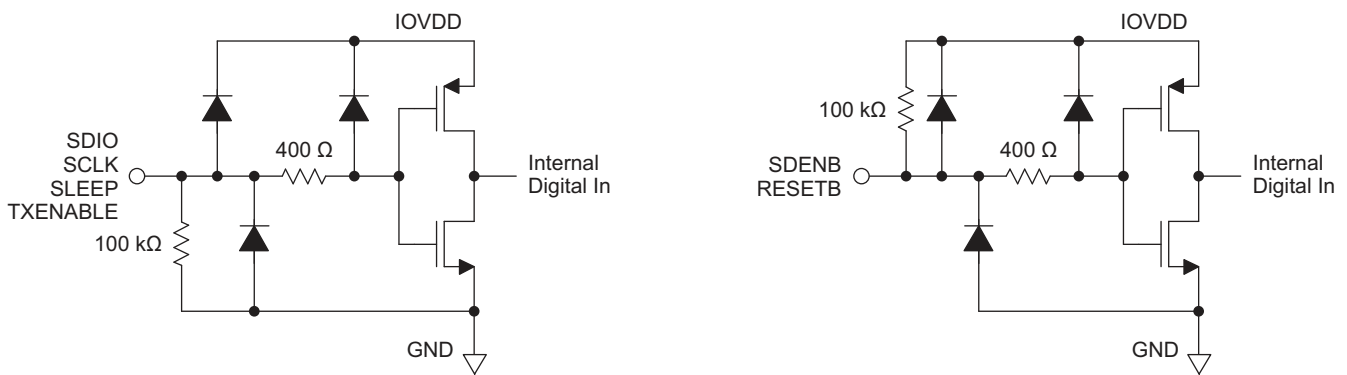 IOVDD
SDIO
SCLK
SLEEP
TXENABLE
400 Ω
100 kΩ
Internal
Digital In
GND
IOVDD
100 kΩ
SDENB
RESETB
400 Ω
Internal
Digital In
GND